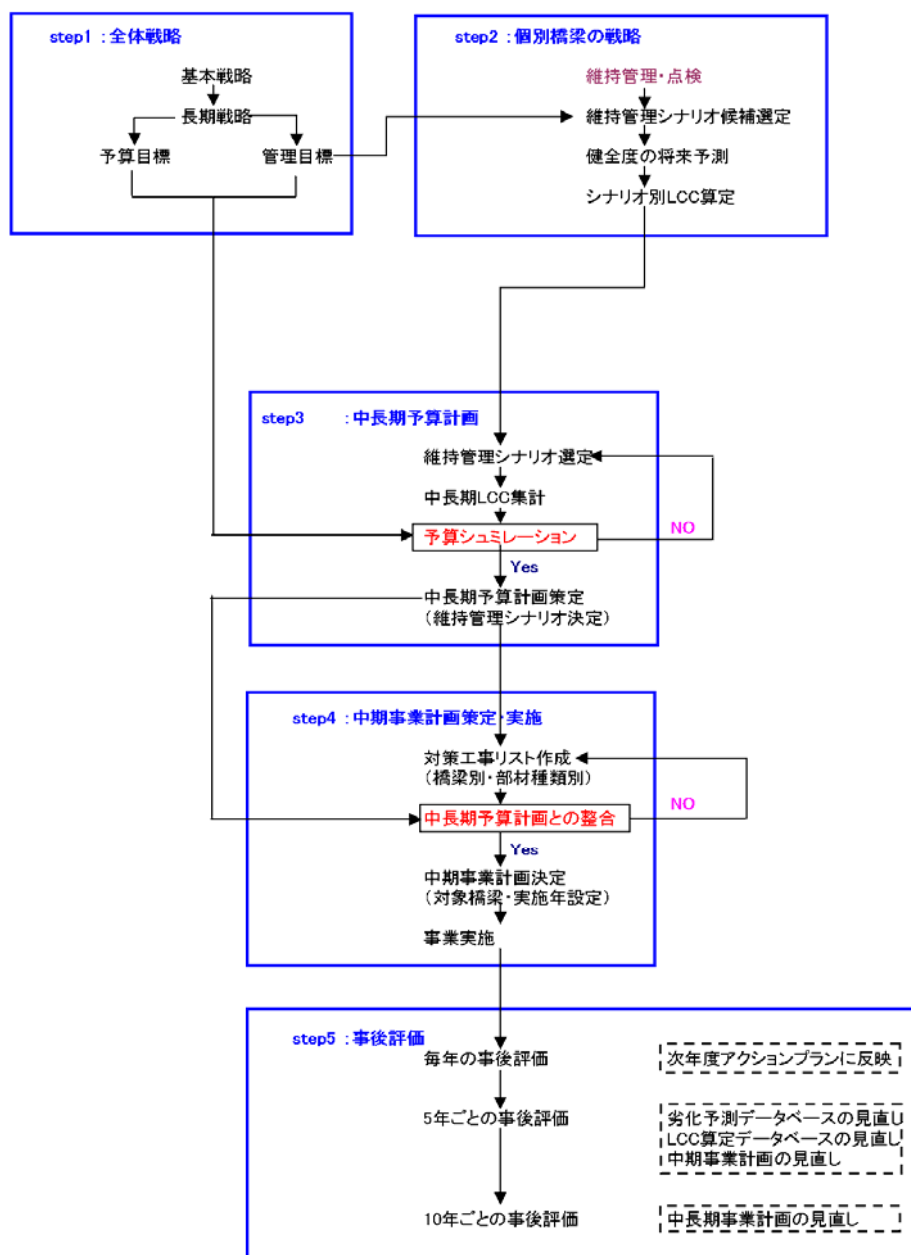 step1 : 全体戦略
基本戦略
長期戦略
予算目標
管理目標
step2 : 個別橋梁の戦略
維持管理・点検
維持管理シナリオ候補選定
健全度の将来予測
シナリオ別LCC算定
step3 : 中長期予算計画
維持管理シナリオ選定
中長期LCC集計
予算シュミレーション
NO
Yes
中長期予算計画策定
(維持管理シナリオ決定)
step4 : 中期事業計画策定・実施
対策工事リスト作成
(橋梁別・部材種類別)
中長期予算計画との整合
NO
Yes
中期事業計画決定
(対象橋梁・実施年設定)
事業実施
step5 : 事後評価
毎年の事後評価
次年度アクションプランに反映
5年ごとの事後評価
劣化予測データベースの見直し
LCC算定データベースの見直し
中期事業計画の見直し
10年ごとの事後評価
中長期事業計画の見直し